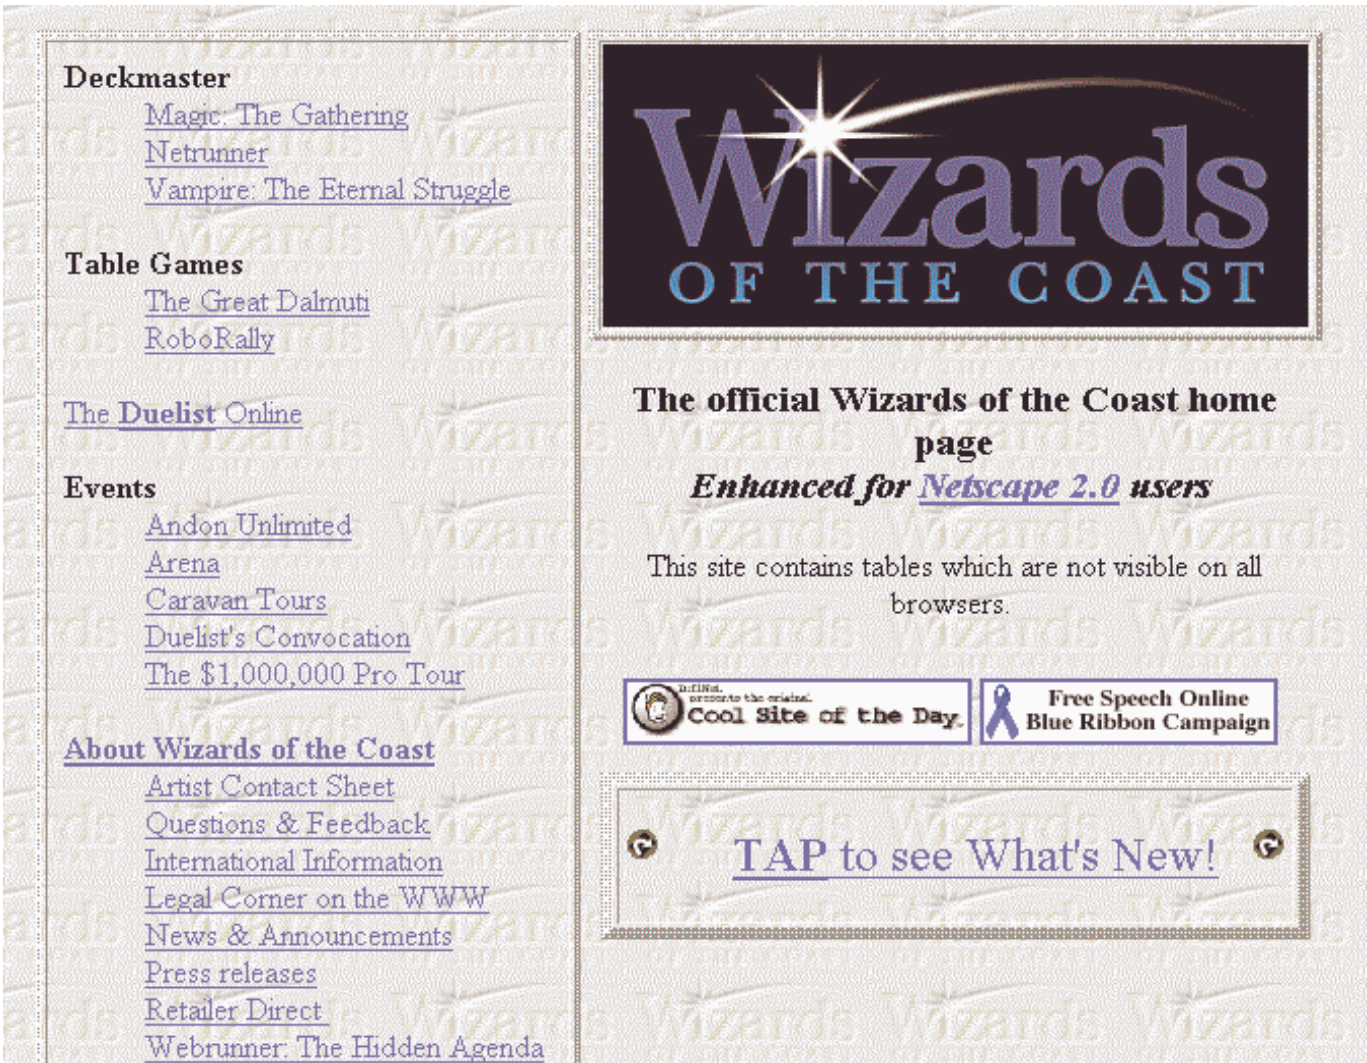 Deckmaster
Magic: The Gathering
Netrunner
Vampire: The Eternal Struggle
Table Games
The Great Dalmuti
RoboRally
The Duelist Online
Events
Andon Unlimited
Arena
Caravan Tours
Duelist's Convocation
The $1,000,000 Pro Tour
About Wizards of the Coast
Artist Contact Sheet
Questions & Feedback
International Information
Legal Corner on the WWW
News & Announcements
Press releases
Retailer Direct
Webrunner: The Hidden Agenda
Wizards
OF THE COAST
The official Wizards of the Coast home
page
Enhanced for Netscape 2.0 users
This site contains tables which are not visible on all
browsers.
presents the original
Cool Site of the Day
Free Speech Online
Blue Ribbon Campaign
TAP to see What's New!